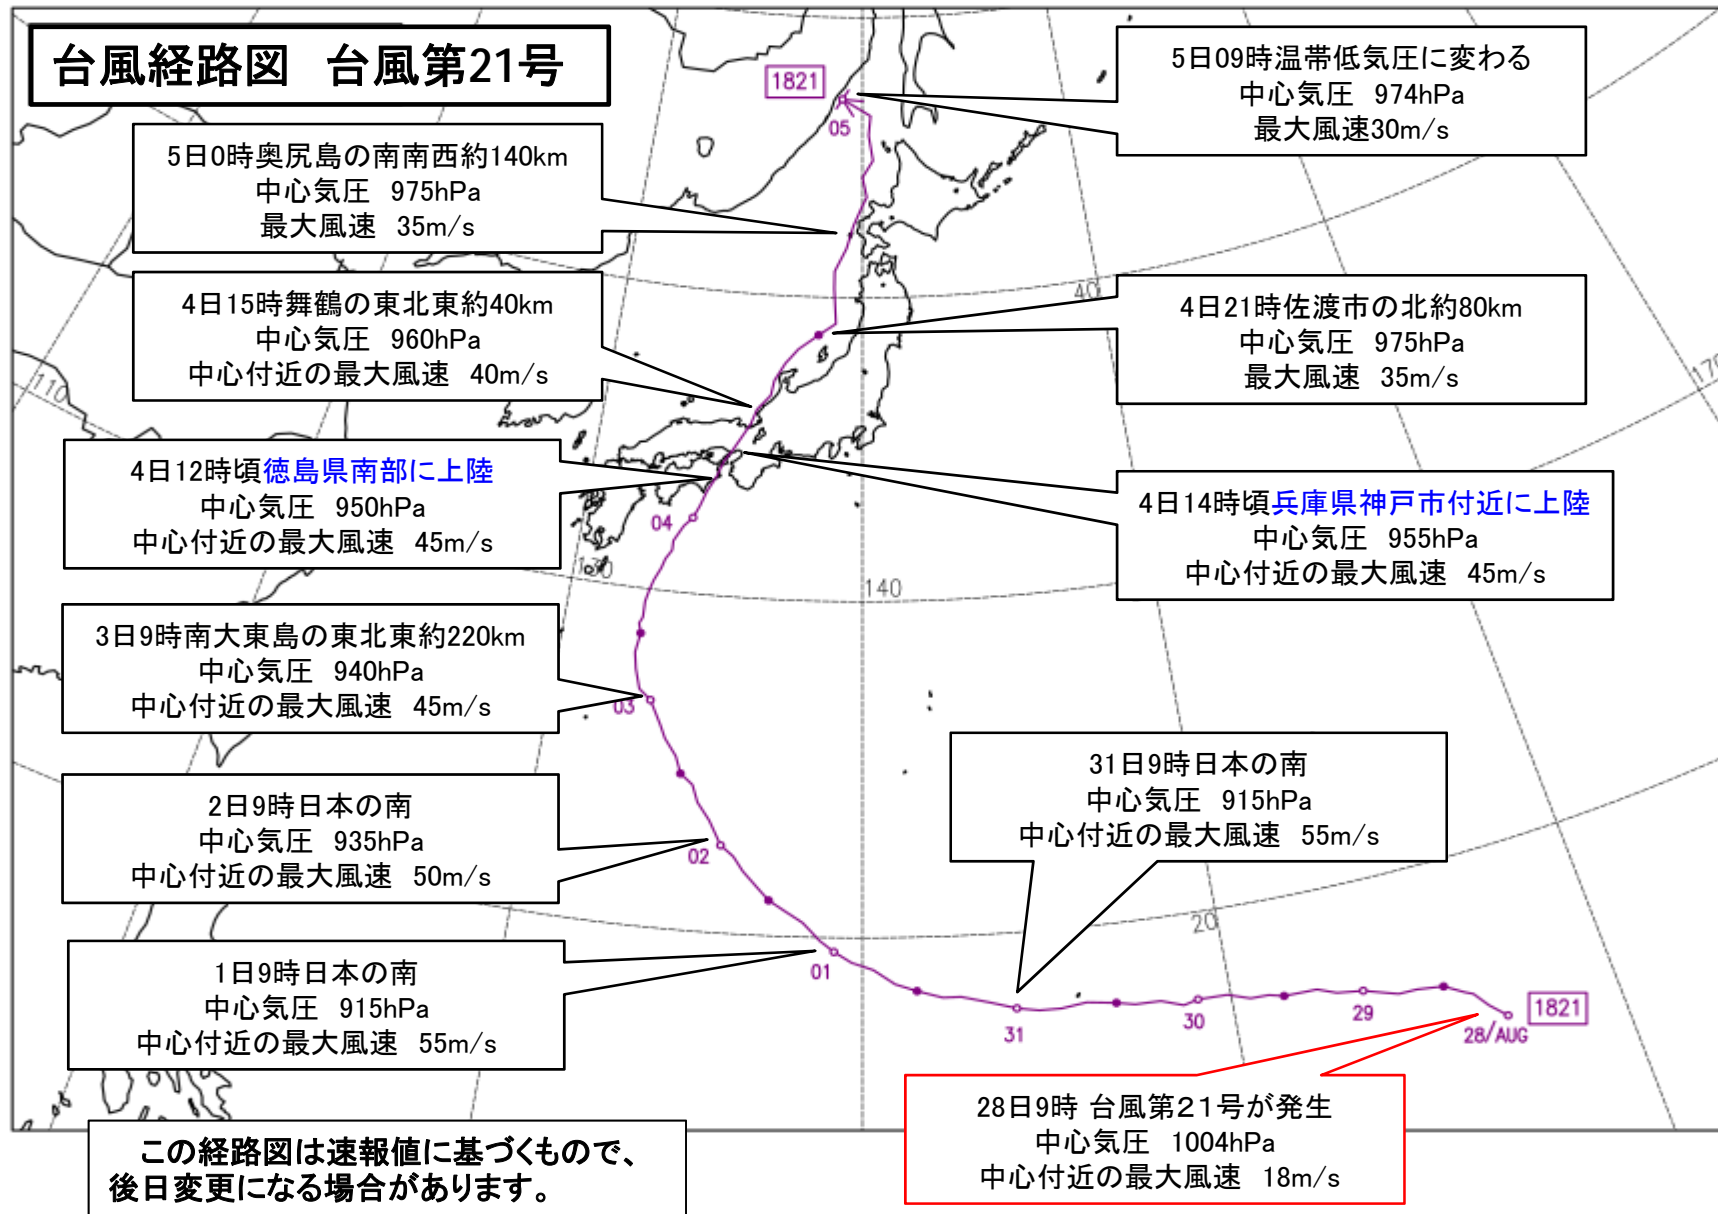 台風経路図　台風第21号
1821
5日09時温帯低気圧に変わる
中心気圧　974hPa
最大風速30m/s
05
5日0時奥尻島の南南西約140km
中心気圧　975hPa
最大風速　35m/s
4日15時舞鶴の東北東約40km
中心気圧　960hPa
中心付近の最大風速　40m/s
40
4日21時佐渡市の北約80km
中心気圧　975hPa
最大風速　35m/s
110
170
4日12時頃徳島県南部に上陸
中心気圧　950hPa
中心付近の最大風速　45m/s
04
4日14時頃兵庫県神戸市付近に上陸
中心気圧　955hPa
中心付近の最大風速　45m/s
130
140
3日9時南大東島の東北東約220km
中心気圧　940hPa
中心付近の最大風速　45m/s
03
31日9時日本の南
中心気圧　915hPa
中心付近の最大風速　55m/s
2日9時日本の南
中心気圧　935hPa
中心付近の最大風速　50m/s
02
20
1日9時日本の南
中心気圧　915hPa
中心付近の最大風速　55m/s
01
31
30
29
28/AUG
1821
28日9時 台風第２１号が発生
中心気圧　1004hPa
中心付近の最大風速　18m/s
この経路図は速報値に基づくもので、
後日変更になる場合があります。